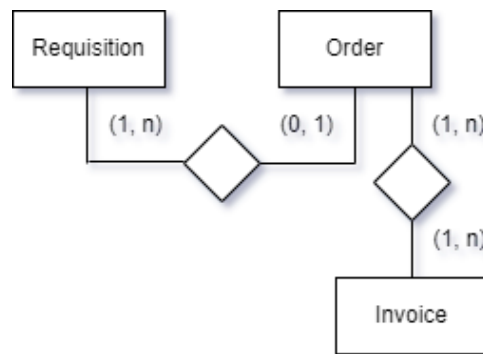 Requisition
Order
(1, n)
(0, 1)
(1, n)
(1, n)
Invoice